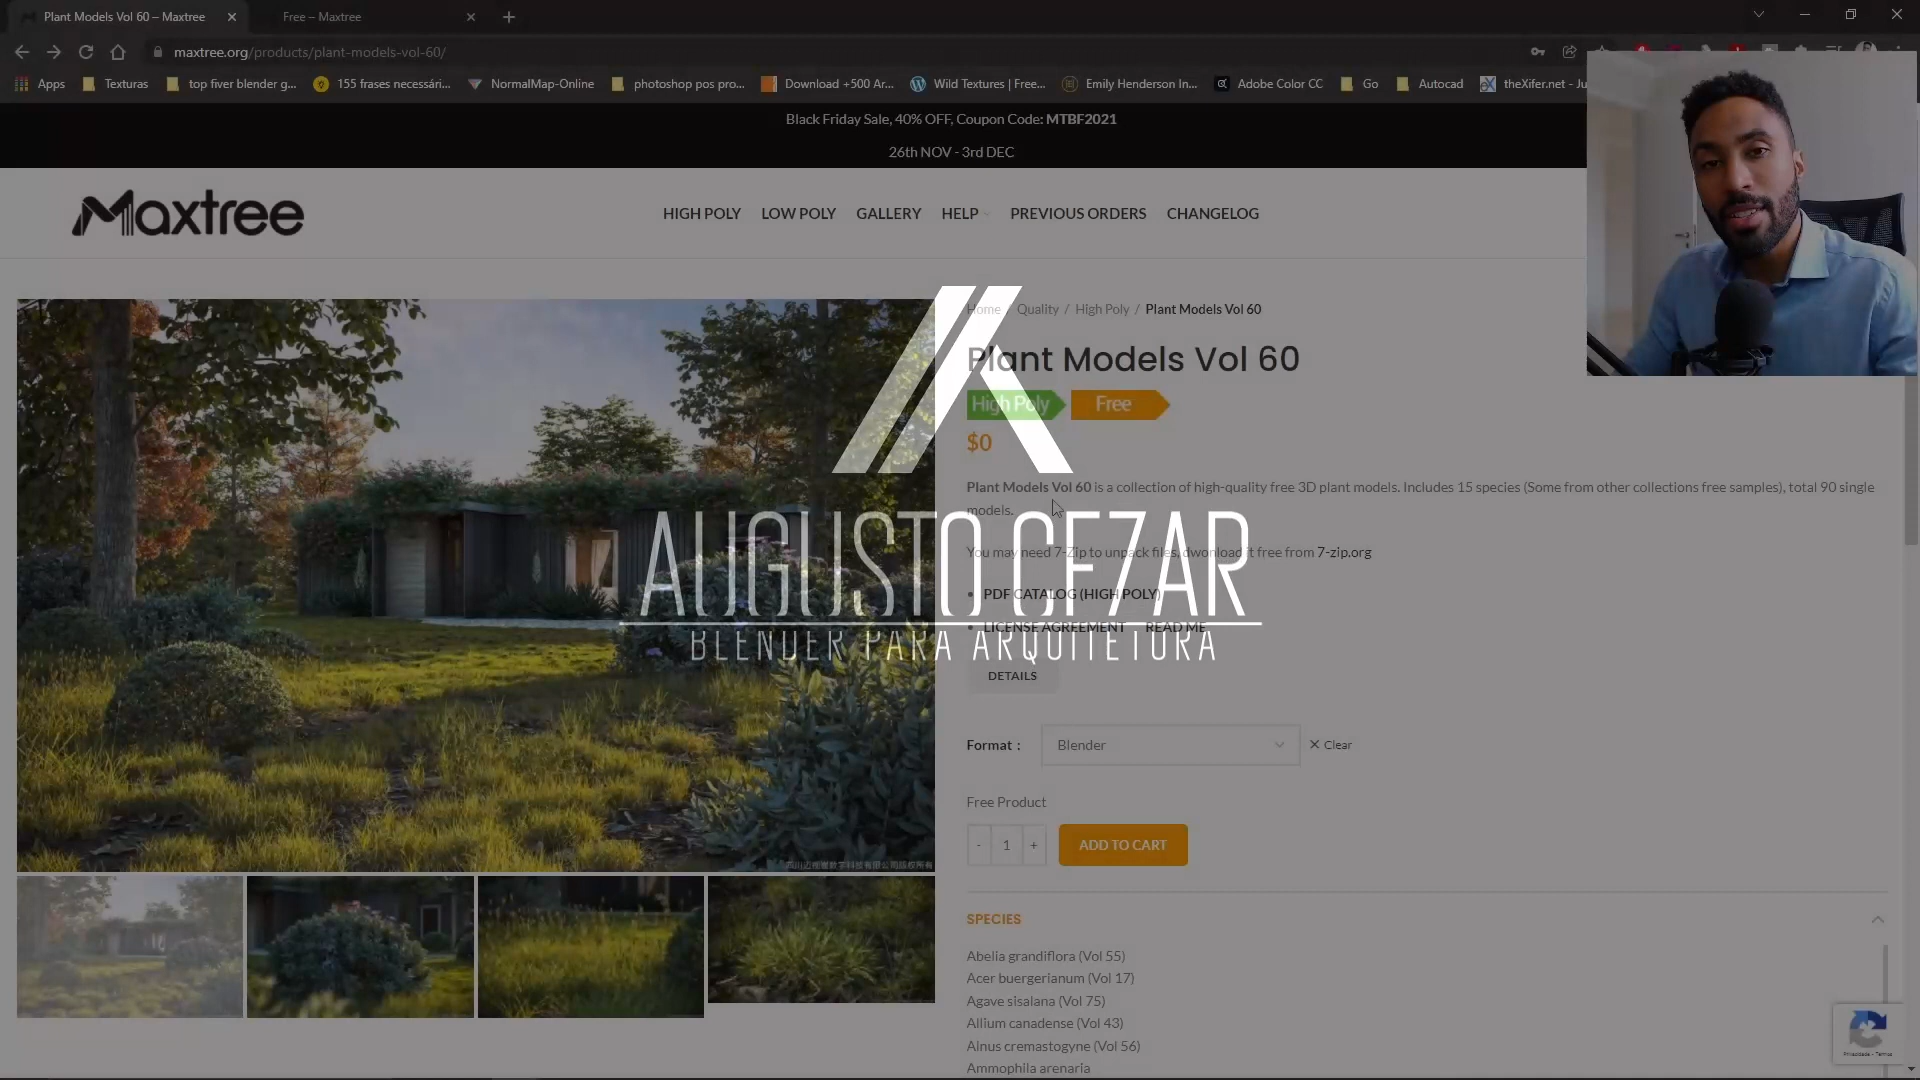 Plant Models Vol 60 – Maxtree
Free – Maxtree
maxtree.org/products/plant-models-vol-60/
Apps
Texturas
top fiver blender g...
155 frases necessári...
NormalMap-Online
photoshop pos pro...
Download +500 Ar...
Wild Textures | Free...
Emily Henderson In...
Adobe Color CC
Go
Autocad
theXifer.net - Ju
Black Friday Sale, 40% OFF, Coupon Code: MTBF2021
26th NOV - 3rd DEC
Maxtree
HIGH POLY
LOW POLY
GALLERY
HELP
PREVIOUS ORDERS
CHANGELOG
Home / Quality / High Poly / Plant Models Vol 60
Plant Models Vol 60
High Poly
Free
$0
Plant Models Vol 60 is a collection of high-quality free 3D plant models. Includes 15 species (Some from other collections free samples), total 90 single
models.
You may need 7-Zip to unpack files, dwonload it free from 7-zip.org
AUGUSTO CEZAR
BLENDER PARA ARQUITETURA
PDF CATALOG (HIGH POLY)
LICENSE AGREEMENT
READ ME
DETAILS
Format :
Blender
Clear
Free Product
- 1 +
ADD TO CART
SPECIES
Abelia grandiflora (Vol 55)
Acer buergerianum (Vol 17)
Agave sisalana (Vol 75)
Allium canadense (Vol 43)
Alnus cremastogyne (Vol 56)
Ammophila arenaria
Privacidade - Termos